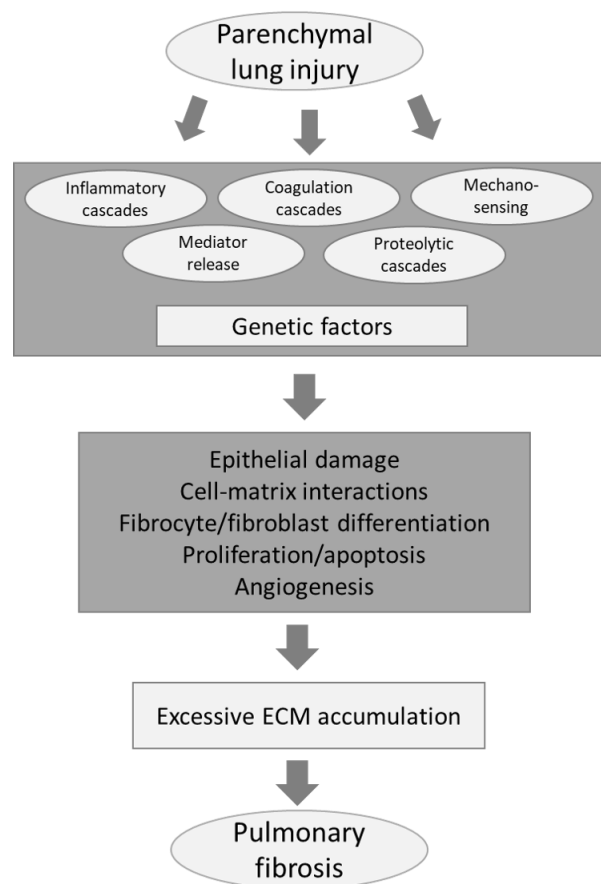 Parenchymal
lung injury
Inflammatory
cascades
Coagulation
cascades
Mechano-
sensing
Mediator
release
Proteolytic
cascades
Genetic factors
Epithelial damage
Cell-matrix interactions
Fibrocyte/fibroblast differentiation
Proliferation/apoptosis
Angiogenesis
Excessive ECM accumulation
Pulmonary
fibrosis